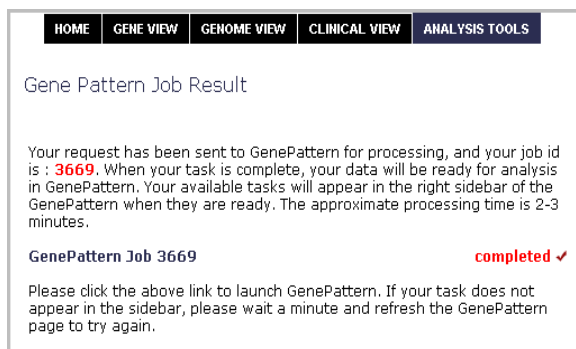 HOME GENE VIEW GENOME VIEW CLINICAL VIEW ANALYSIS TOOLS
Gene Pattern Job Result
Your request has been sent to GenePattern for processing, and your job id
is : 3669. When your task is complete, your data will be ready for analysis
in GenePattern. Your available tasks will appear in the right sidebar of the
GenePattern when they are ready. The approximate processing time is 2-3
minutes.
GenePattern Job 3669 completed ✓
Please click the above link to launch GenePattern. If your task does not
appear in the sidebar, please wait a minute and refresh the GenePattern
page to try again.